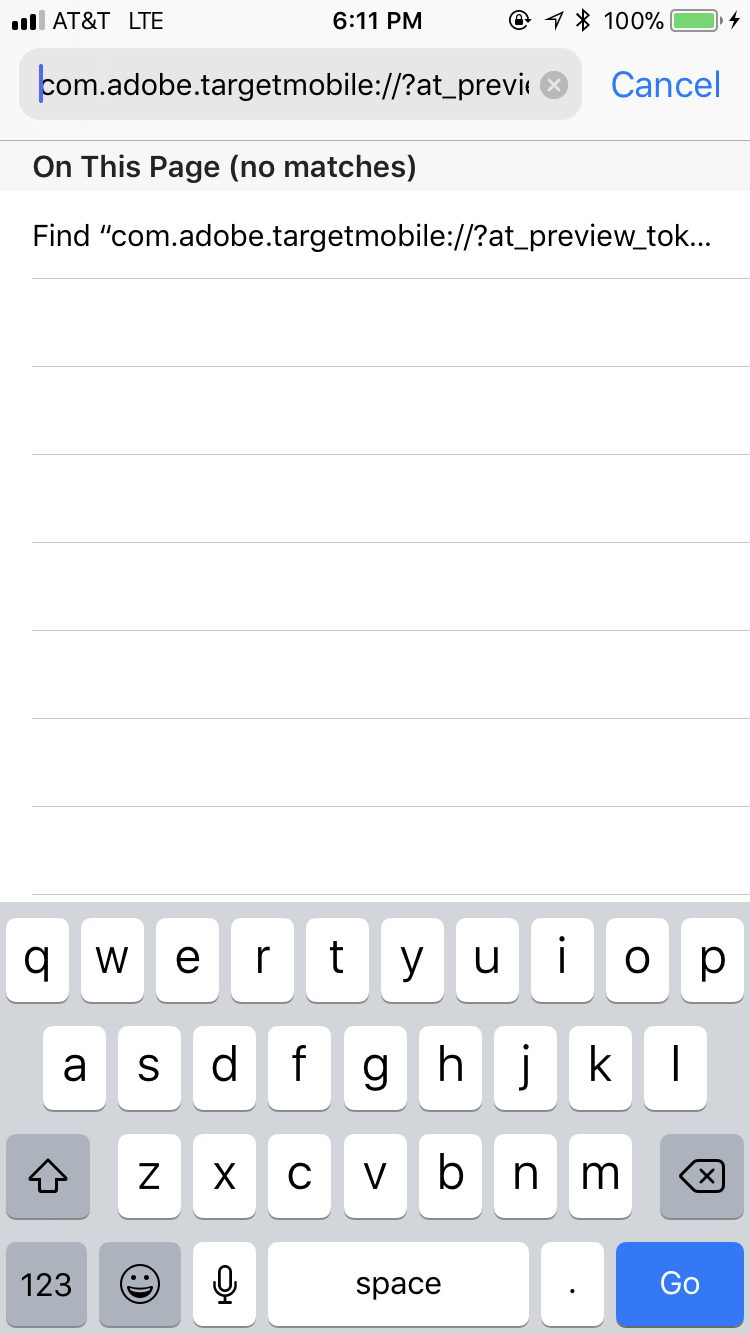 AT&T LTE 6:11 PM 100%
com.adobe.targetmobile://?at_previe Cancel
On This Page (no matches)
Find “com.adobe.targetmobile://?at_preview_tok...
q w e r t y u i o p
a s d f g h j k l
z x c v b n m
123 space . Go